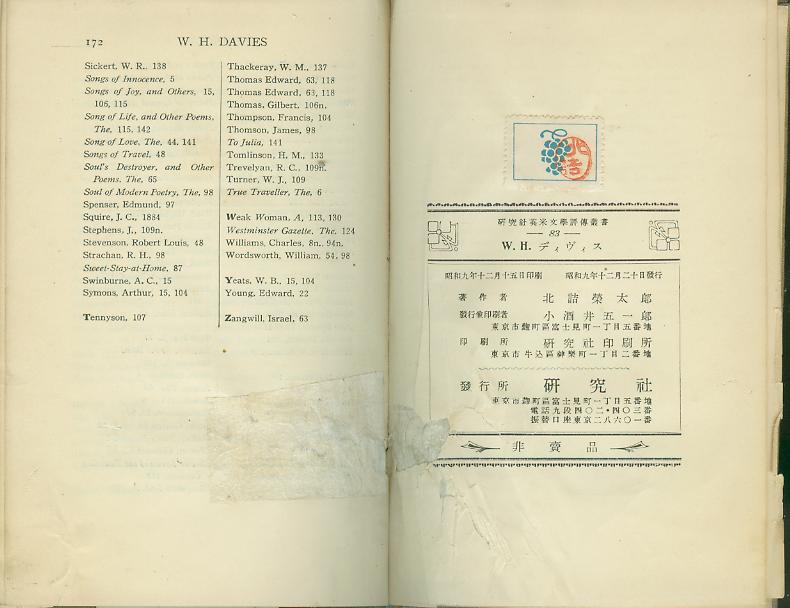 172 W. H. DAVIES
Sickert, W. R., 138
Songs of Innocence, 5
Songs of Joy, and Others, 15,
106, 115
Song of Life, and Other Poems,
The, 115, 142
Song of Love, The, 44, 141
Songs of Travel, 48
Soul's Destroyer, and Other
Poems, The, 65
Soul of Modern Poetry, The, 98
Spenser, Edmund, 97
Squire, J. C., 1884
Stephens, J., 109n.
Stevenson, Robert Louis, 48
Strachan, R. H., 98
Sweet-Stay-at-Home, 87
Swinburne, A. C., 15
Symons, Arthur, 15, 104
Tennyson, 107
Thackeray, W. M., 137
Thomas Edward, 63, 118
Thomas Edward, 63, 118
Thomas, Gilbert, 106n.
Thompson, Francis, 104
Thomson, James, 98
To Julia, 141
Tomlinson, H. M., 133
Trevelyan, R. C., 109n.
Turner, W. J., 109
True Traveller, The, 6
Weak Woman, A, 113, 130
Westminster Gazette, The, 124
Williams, Charles, 8n., 94n.
Wordsworth, William, 54, 98
Yeats, W. B., 15, 104
Young, Edward, 22
Zangwill, Israel, 63
研究社英米文學評傳叢書
— 83 —
W. H. ディヴィス
昭和九年十二月十五日印刷 昭和九年十二月二十日發行
著作者 北詰榮太郎
發行兼印刷者 小酒井五一郎
東京市麴町區富士見町一丁目五番地
印刷所 研究社印刷所
東京市牛込區神樂町一丁目二番地
發行所 研究社
東京市麴町區富士見町一丁目五番地
電話九段四〇二・四〇三番
振替口座東京二八六〇一番
非賣品